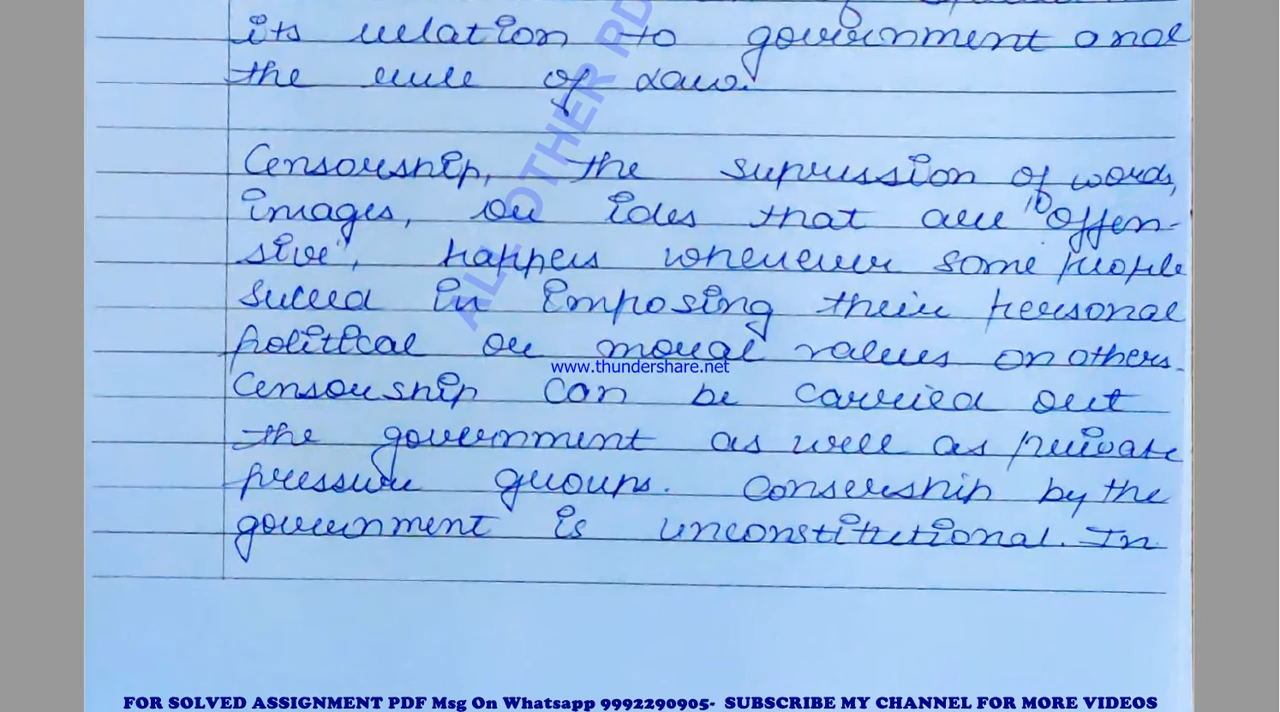 its relation to government and
the rule of Law.
Censorship, the supression of words,
images, or ides that are "offen-
sive", happers whenever some people
suceed in imposing their personal
political or moral values on others.
Censorship can be carried out
the government as well as private
pressure groups. Consership by the
government is unconstitutional. In
www.thundershare.net
FOR SOLVED ASSIGNMENT PDF Msg On Whatsapp 9992290905- SUBSCRIBE MY CHANNEL FOR MORE VIDEOS